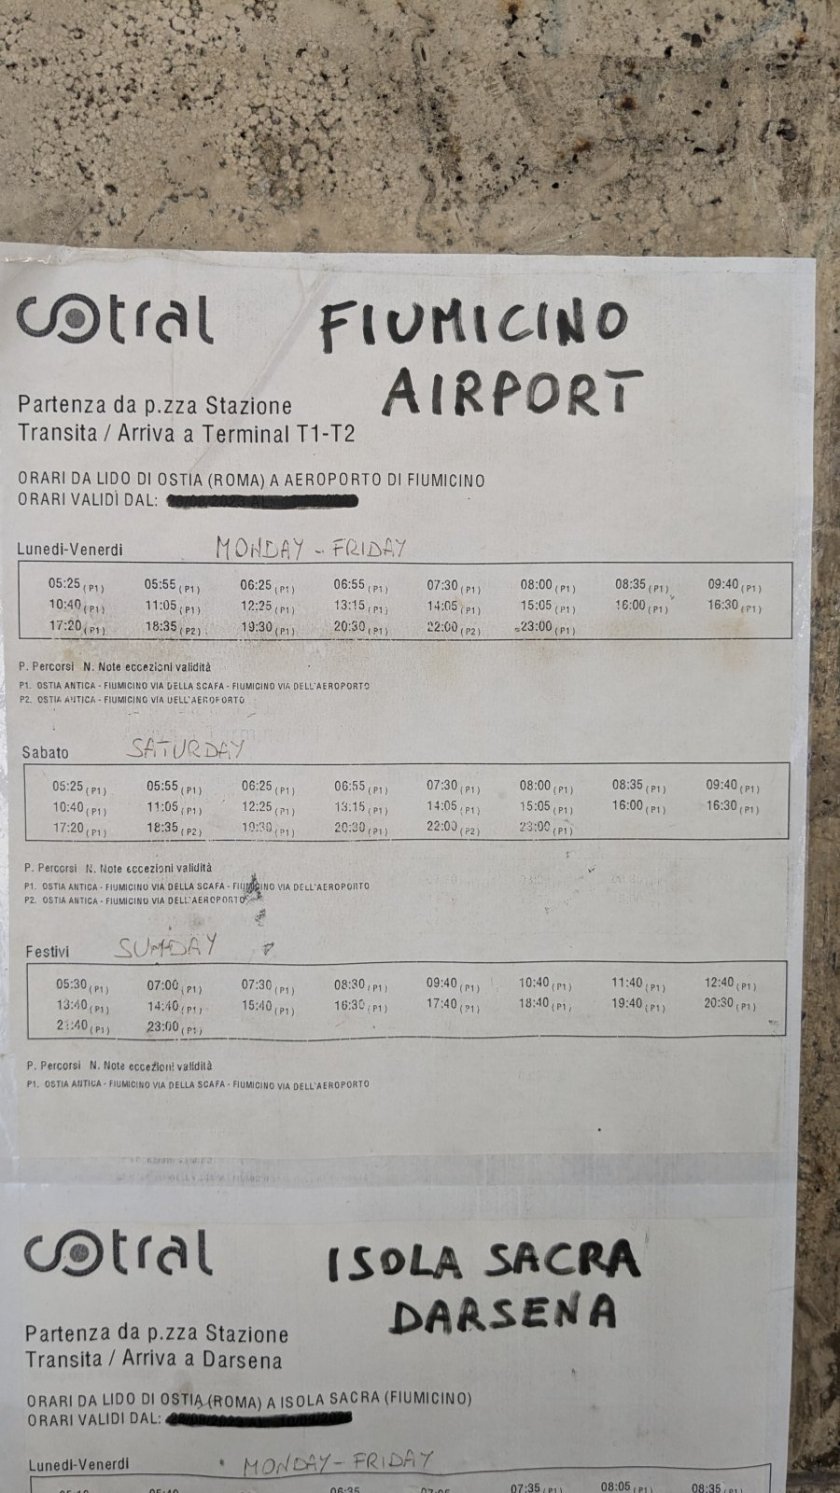 cotral FIUMICINO
AIRPORT
Partenza da p.zza Stazione
Transita / Arriva a Terminal T1-T2
ORARI DA LIDO DI OSTIA (ROMA) A AEROPORTO DI FIUMICINO
ORARI VALIDI DAL:
Lunedi-Venerdi MONDAY - FRIDAY
05:25 (P1) 05:55 (P1) 06:25 (P1) 06:55 (P1) 07:30 (P1) 08:00 (P1) 08:35 (P1) 09:40 (P1)
10:40 (P1) 11:05 (P1) 12:25 (P1) 13:15 (P1) 14:05 (P1) 15:05 (P1) 16:00 (P1) 16:30 (P1)
17:20 (P1) 18:35 (P2) 19:30 (P1) 20:30 (P1) 22:00 (P2) 23:00 (P1)
P. Percorsi N. Note eccezioni validità
P1. OSTIA ANTICA - FIUMICINO VIA DELLA SCAFA - FIUMICINO VIA DELL'AEROPORTO
P2. OSTIA ANTICA - FIUMICINO VIA DELL'AEROPORTO
Sabato SATURDAY
05:25 (P1) 05:55 (P1) 06:25 (P1) 06:55 (P1) 07:30 (P1) 08:00 (P1) 08:35 (P1) 09:40 (P1)
10:40 (P1) 11:05 (P1) 12:25 (P1) 13:15 (P1) 14:05 (P1) 15:05 (P1) 16:00 (P1) 16:30 (P1)
17:20 (P1) 18:35 (P2) 19:30 (P1) 20:30 (P1) 22:00 (P2) 23:00 (P1)
P. Percorsi N. Note eccezioni validità
P1. OSTIA ANTICA - FIUMICINO VIA DELLA SCAFA - FIUMICINO VIA DELL'AEROPORTO
P2. OSTIA ANTICA - FIUMICINO VIA DELL'AEROPORTO
Festivi SUNDAY
05:30 (P1) 07:00 (P1) 07:30 (P1) 08:30 (P1) 09:40 (P1) 10:40 (P1) 11:40 (P1) 12:40 (P1)
13:40 (P1) 14:40 (P1) 15:40 (P1) 16:30 (P1) 17:40 (P1) 18:40 (P1) 19:40 (P1) 20:30 (P1)
21:40 (P1) 23:00 (P1)
P. Percorsi N. Note eccezioni validità
P1. OSTIA ANTICA - FIUMICINO VIA DELLA SCAFA - FIUMICINO VIA DELL'AEROPORTO
cotral ISOLA SACRA
DARSENA
Partenza da p.zza Stazione
Transita / Arriva a Darsena
ORARI DA LIDO DI OSTIA (ROMA) A ISOLA SACRA (FIUMICINO)
ORARI VALIDI DAL:
Lunedi-Venerdi MONDAY - FRIDAY
07:35 (P1) 08:05 (P1) 08:35 (P1)